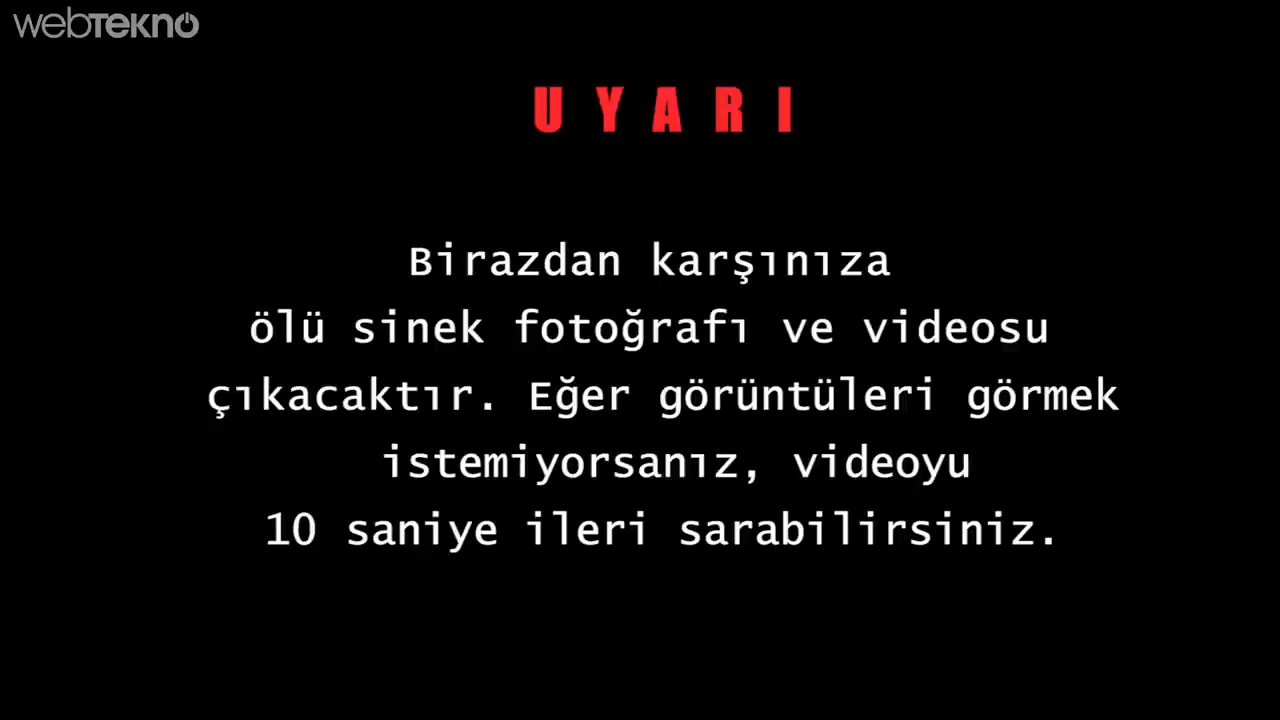 webTEKNO
UYARI
Birazdan karşınıza
ölü sinek fotoğrafı ve videosu
çıkacaktır. Eğer görüntüleri görmek
istemiyorsanız, videoyu
10 saniye ileri sarabilirsiniz.